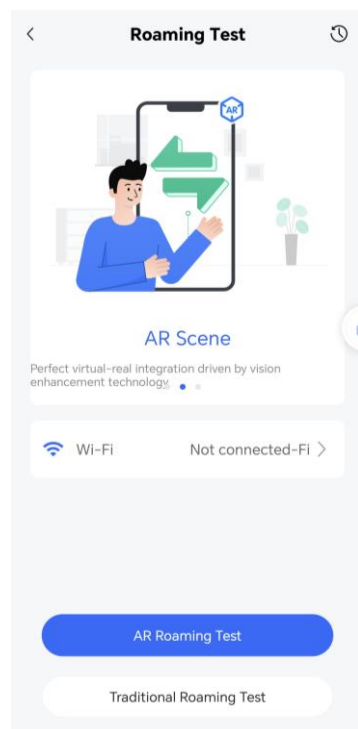 Roaming Test
AR
AR Scene
Perfect virtual-real integration driven by vision
enhancement technology.
Wi-Fi Not connected-Fi
AR Roaming Test
Traditional Roaming Test